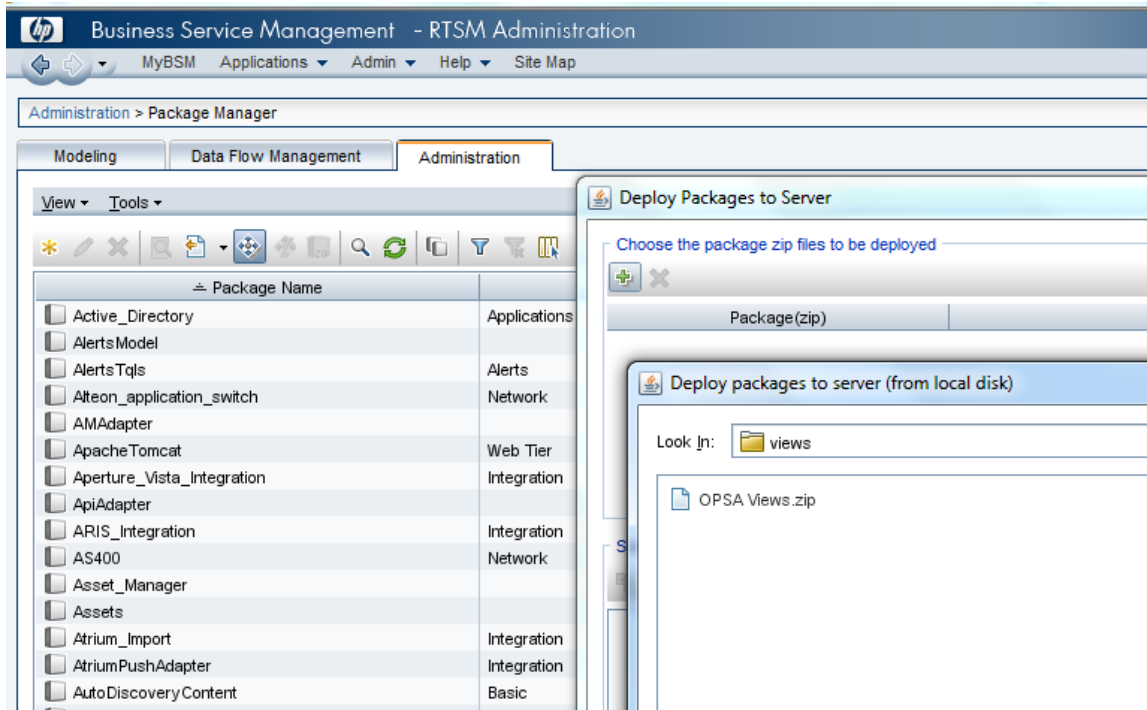 hp Business Service Management - RTSM Administration
MyBSM Applications Admin Help Site Map
Administration > Package Manager
Modeling Data Flow Management Administration
View Tools
Package Name
Active_Directory Applications
AlertsModel
AlertsTqls Alerts
Alteon_application_switch Network
AMAdapter
ApacheTomcat Web Tier
Aperture_Vista_Integration Integration
ApiAdapter
ARIS_Integration Integration
AS400 Network
Asset_Manager
Assets
Atrium_Import Integration
AtriumPushAdapter Integration
AutoDiscoveryContent Basic
Deploy Packages to Server
Choose the package zip files to be deployed
Package(zip)
S
Deploy packages to server (from local disk)
Look In: views
OPSA Views.zip